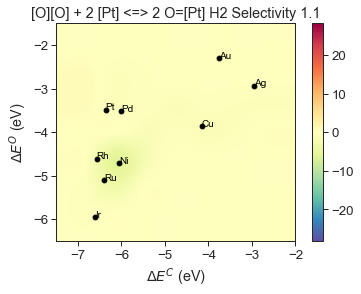 [O][O] + 2 [Pt] <=> 2 O=[Pt] H2 Selectivity 1.1
ΔE^O (eV)
−2
−3
−4
−5
−6
Au
Ag
Pt
Pd
Cu
Rh
Ni
Ru
Ir
−7
−6
−5
−4
−3
−2
ΔE^C (eV)
20
10
0
−10
−20